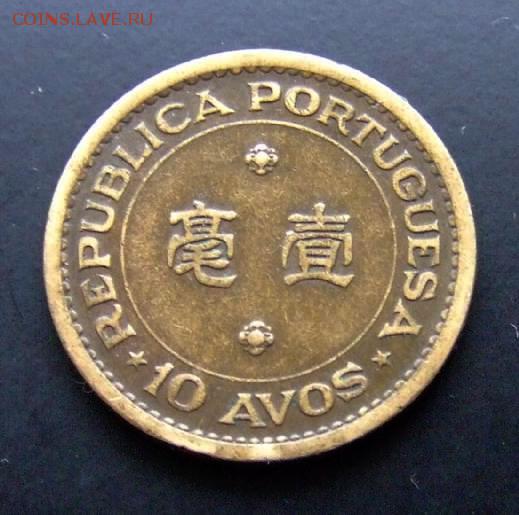 COINS.LAVE.RU
REPUBLICA PORTUGUESA
毫 壹
★ 10 AVOS ★